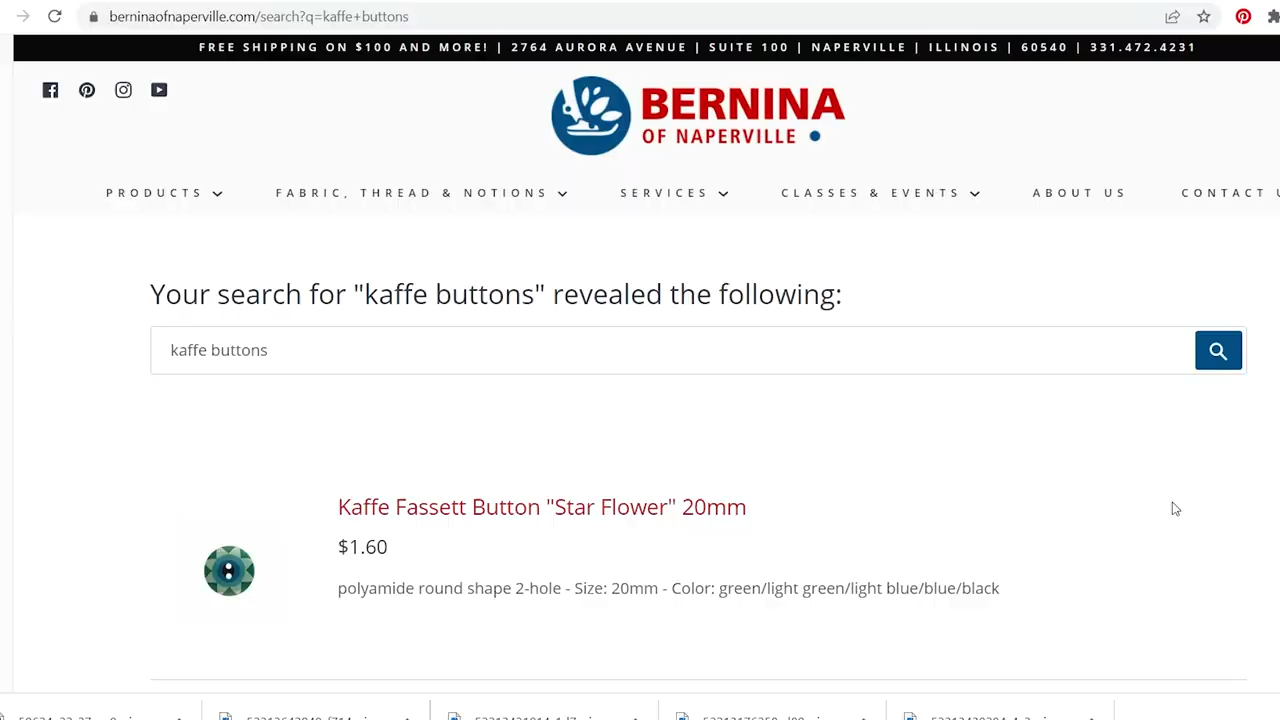 berninaofnaperville.com/search?q=kaffe+buttons
FREE SHIPPING ON $100 AND MORE! | 2764 AURORA AVENUE | SUITE 100 | NAPERVILLE | ILLINOIS | 60540 | 331.472.4231
BERNINA
OF NAPERVILLE
PRODUCTS FABRIC, THREAD & NOTIONS SERVICES CLASSES & EVENTS ABOUT US CONTACT
Your search for "kaffe buttons" revealed the following:
kaffe buttons
Kaffe Fassett Button "Star Flower" 20mm
$1.60
polyamide round shape 2-hole - Size: 20mm - Color: green/light green/light blue/blue/black